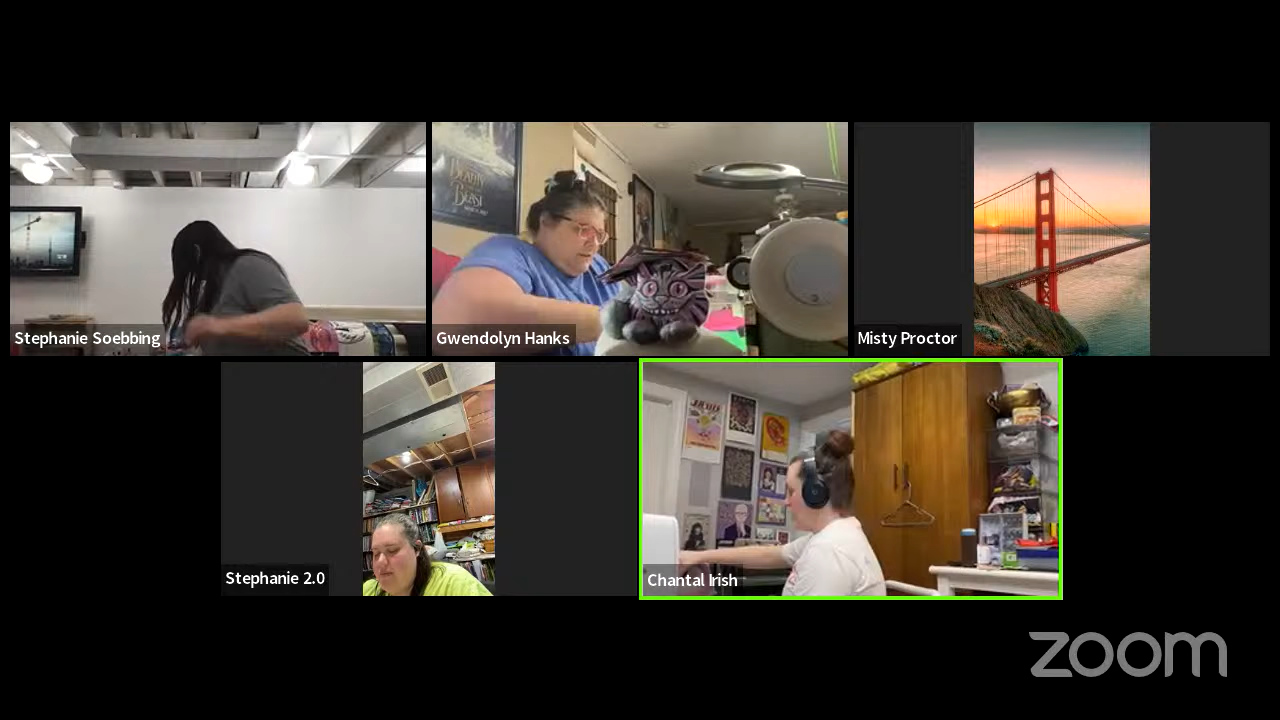 BEAUTY
BEAST
Stephanie Soebbing
Gwendolyn Hanks
Misty Proctor
Stephanie 2.0
Chantal Irish
zoom